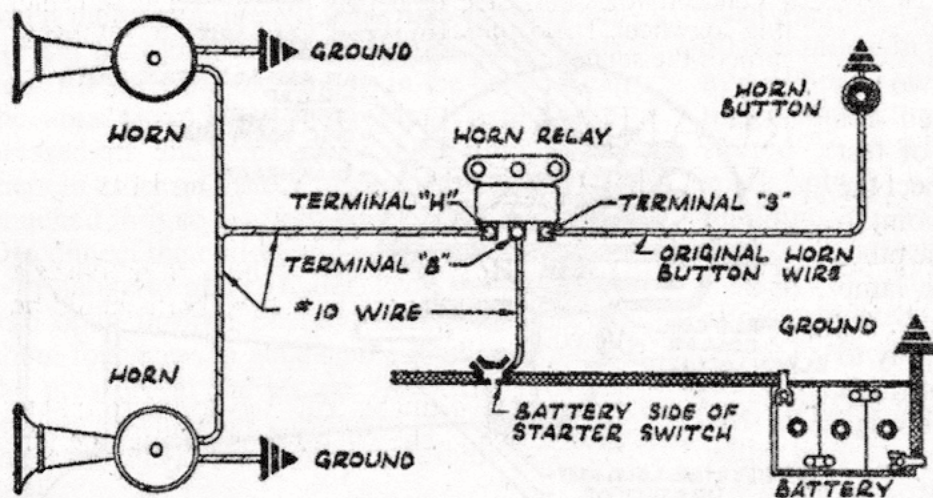 GROUND
HORN
HORN
BUTTON
HORN RELAY
TERMINAL "H"
TERMINAL "S"
TERMINAL "B"
ORIGINAL HORN
BUTTON WIRE
#10 WIRE
GROUND
HORN
BATTERY SIDE OF
STARTER SWITCH
GROUND
BATTERY